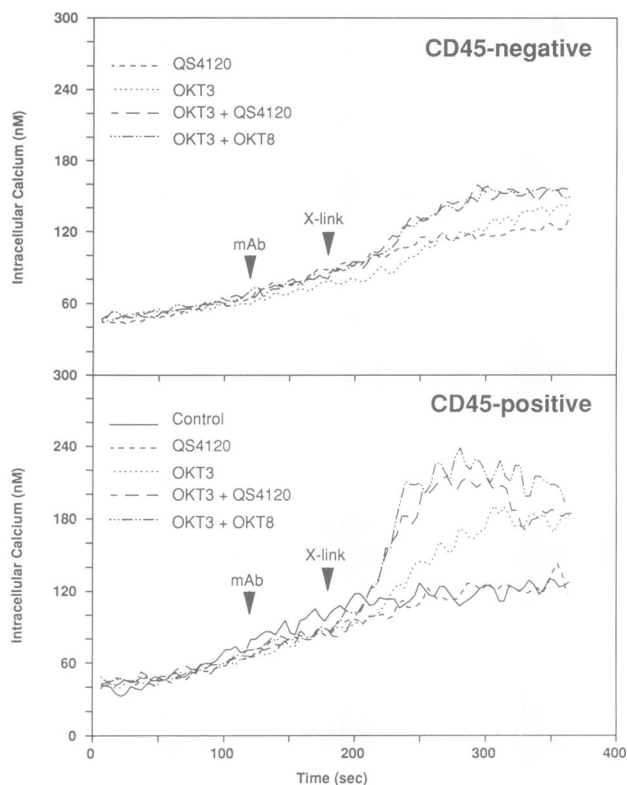 300
CD45-negative
QS4120
240
OKT3
OKT3 + QS4120
180
OKT3 + OKT8
X-link
mAb
120
60
Intracellular Calcium (nM)
300
CD45-positive
Control
240
QS4120
OKT3
OKT3 + QS4120
180
OKT3 + OKT8
X-link
mAb
120
60
0
Intracellular Calcium (nM)
0 100 200 300 400
Time (sec)